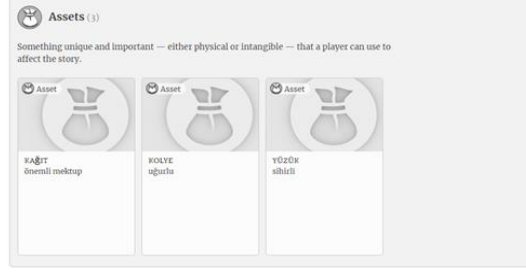 Assets (3)
Something unique and important — either physical or intangible — that a player can use to
affect the story.
Asset
Asset
Asset
KAĞIT
önemli mektup
KOLYE
uğurlu
YÜZÜK
sihirli